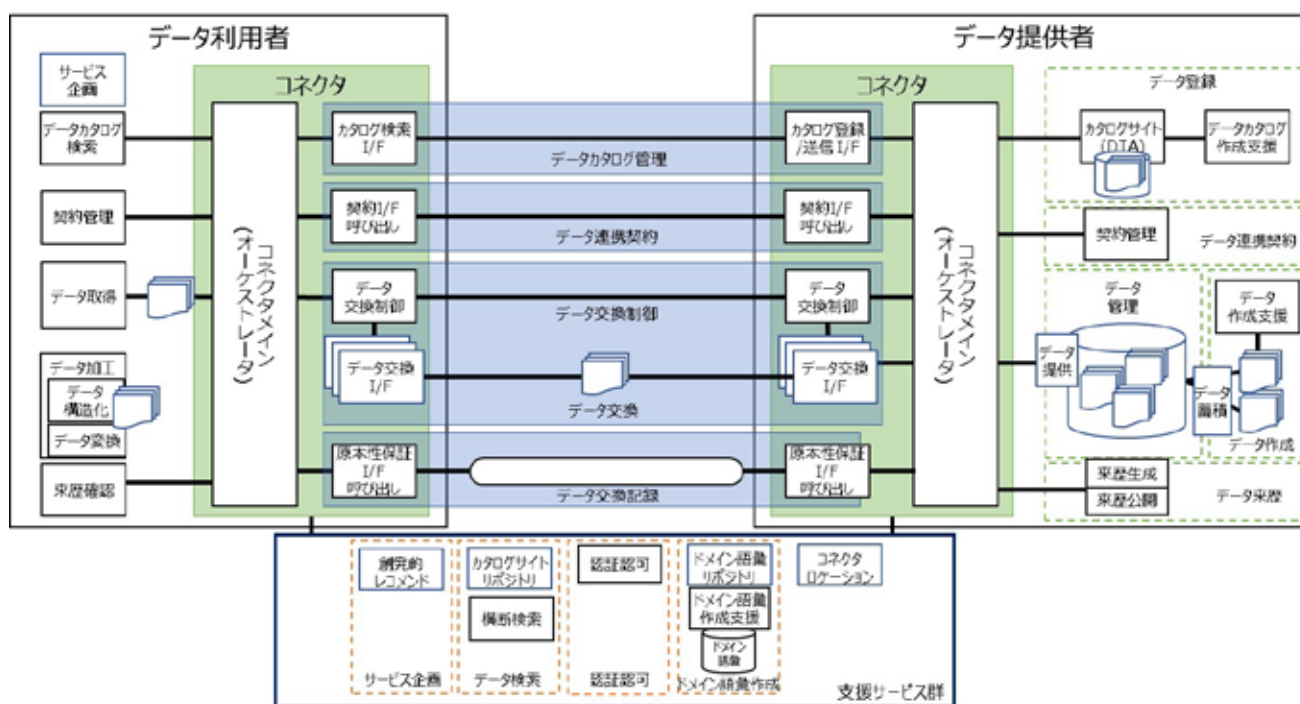 データ利用者
サービス
企画
データカタログ
検索
契約管理
データ取得
データ加工
データ
構造化
データ変換
来歴確認
コネクタ
コネクタメイン
(オーケストレータ)
カタログ検索
I/F
契約I/F
呼び出し
データ
交換制御
データ交換
I/F
原本性保証
I/F
呼び出し
データカタログ管理
データ連携契約
データ交換制御
データ交換
データ交換記録
データ提供者
コネクタ
カタログ登録
/送信 I/F
契約I/F
呼び出し
データ
交換制御
データ交換
I/F
原本性保証
I/F
呼び出し
コネクタメイン
(オーケストレータ)
データ登録
カタログサイト
(DTA)
データカタログ
作成支援
契約管理
データ連携契約
データ
管理
データ
提供
データ
蓄積
データ
作成支援
データ作成
来歴生成
来歴公開
データ来歴
創発的
レコメンド
サービス企画
カタログサイト
リポジトリ
横断検索
データ検索
認証認可
認証認可
ドメイン語彙
リポジトリ
ドメイン語彙
作成支援
ドメイン
語彙
ドメイン語彙作成
コネクタ
ロケーション
支援サービス群